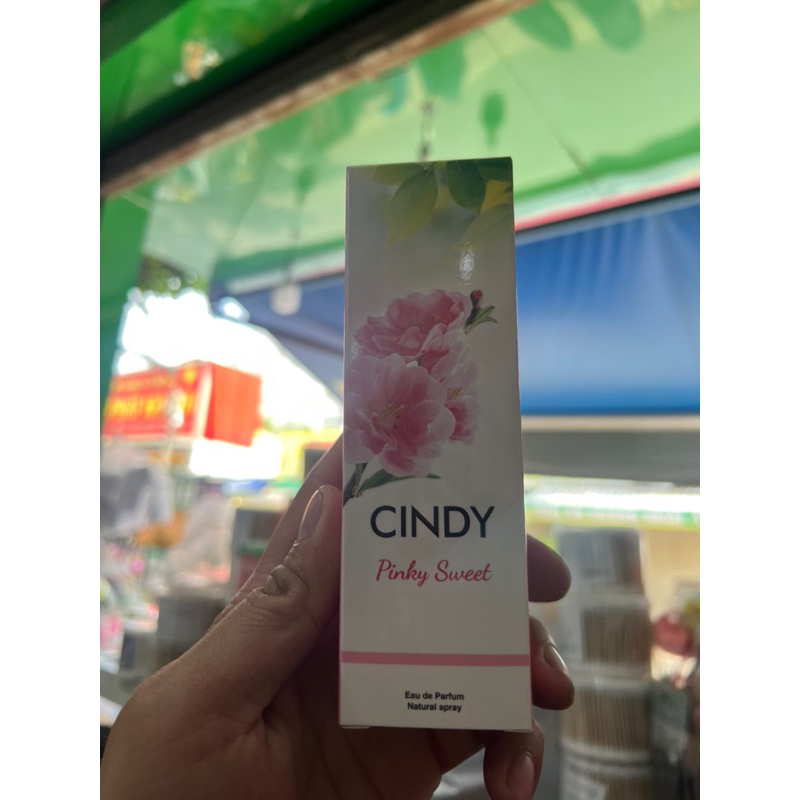 CINDY
Pinky Sweet
Eau de Parfum
Natural spray